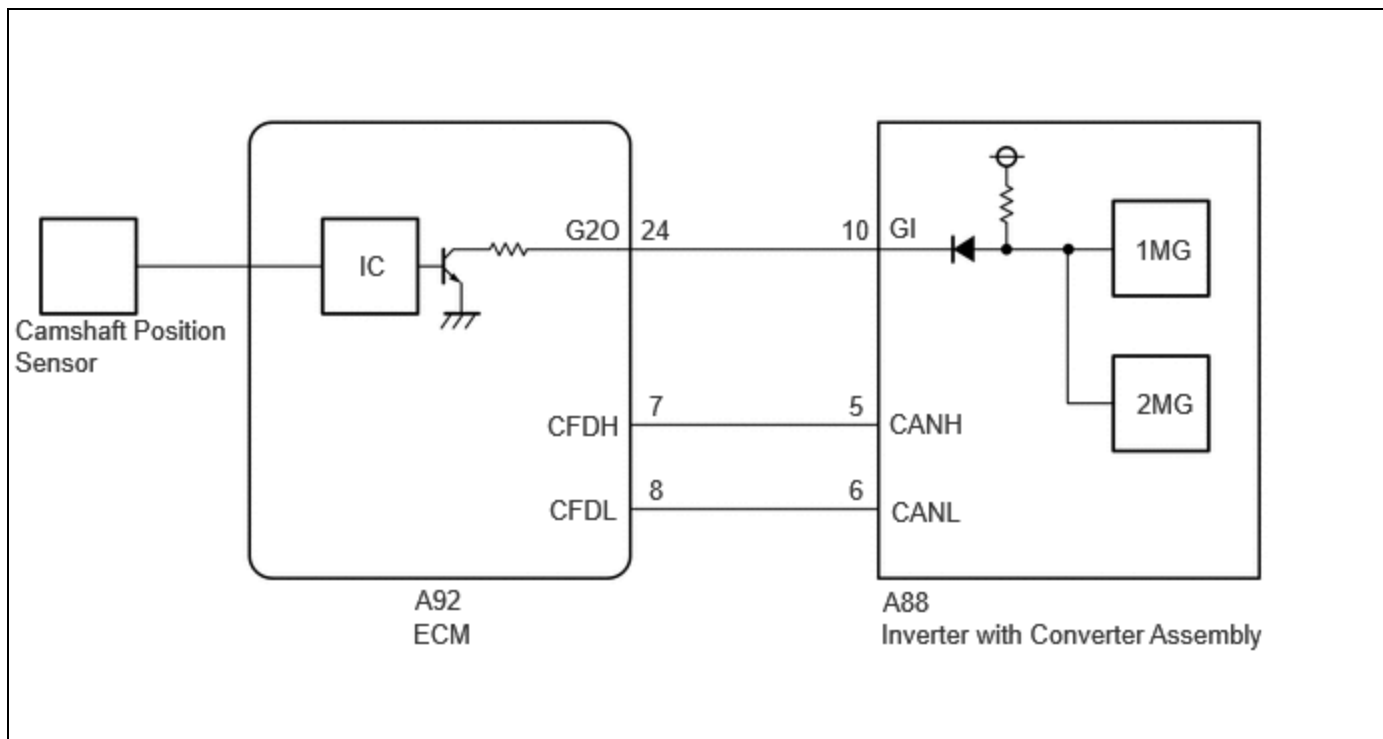 G2O 24 10 GI
IC
1MG
Camshaft Position
Sensor
2MG
CFDH 7 5 CANH
CFDL 8 6 CANL
A92
ECM
A88
Inverter with Converter Assembly